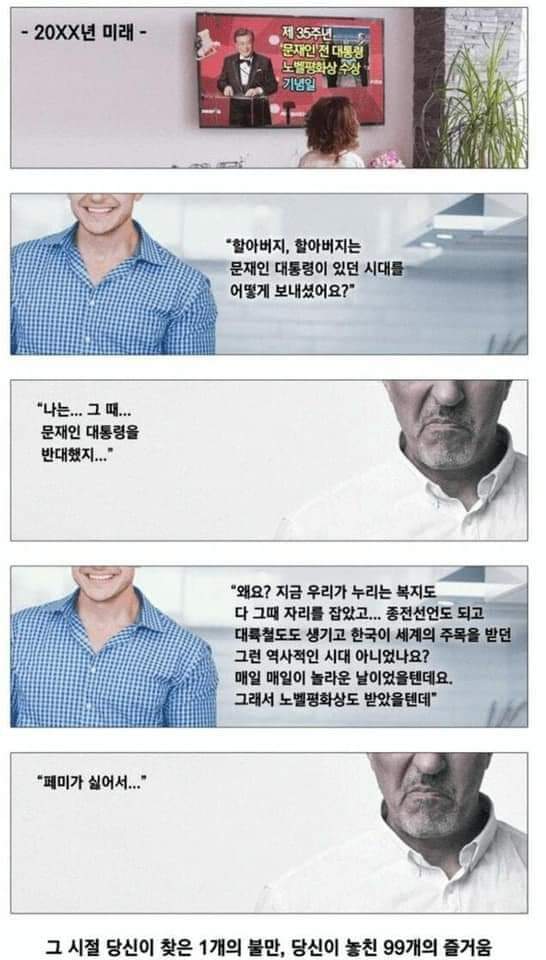 - 20XX년 미래 -
제 35주년
문재인 전 대통령
노벨평화상 수상
기념일
“할아버지, 할아버지는
문재인 대통령이 있던 시대를
어떻게 보내셨어요?”
“나는... 그 때...
문재인 대통령을
반대했지...”
“왜요? 지금 우리가 누리는 복지도
다 그때 자리를 잡았고... 종전선언도 되고
대륙철도도 생기고 한국이 세계의 주목을 받던
그런 역사적인 시대 아니었나요?
매일 매일이 놀라운 날이었을텐데요.
그래서 노벨평화상도 받았을텐데”
“페미가 싫어서...”
그 시절 당신이 찾은 1개의 불만, 당신이 놓친 99개의 즐거움